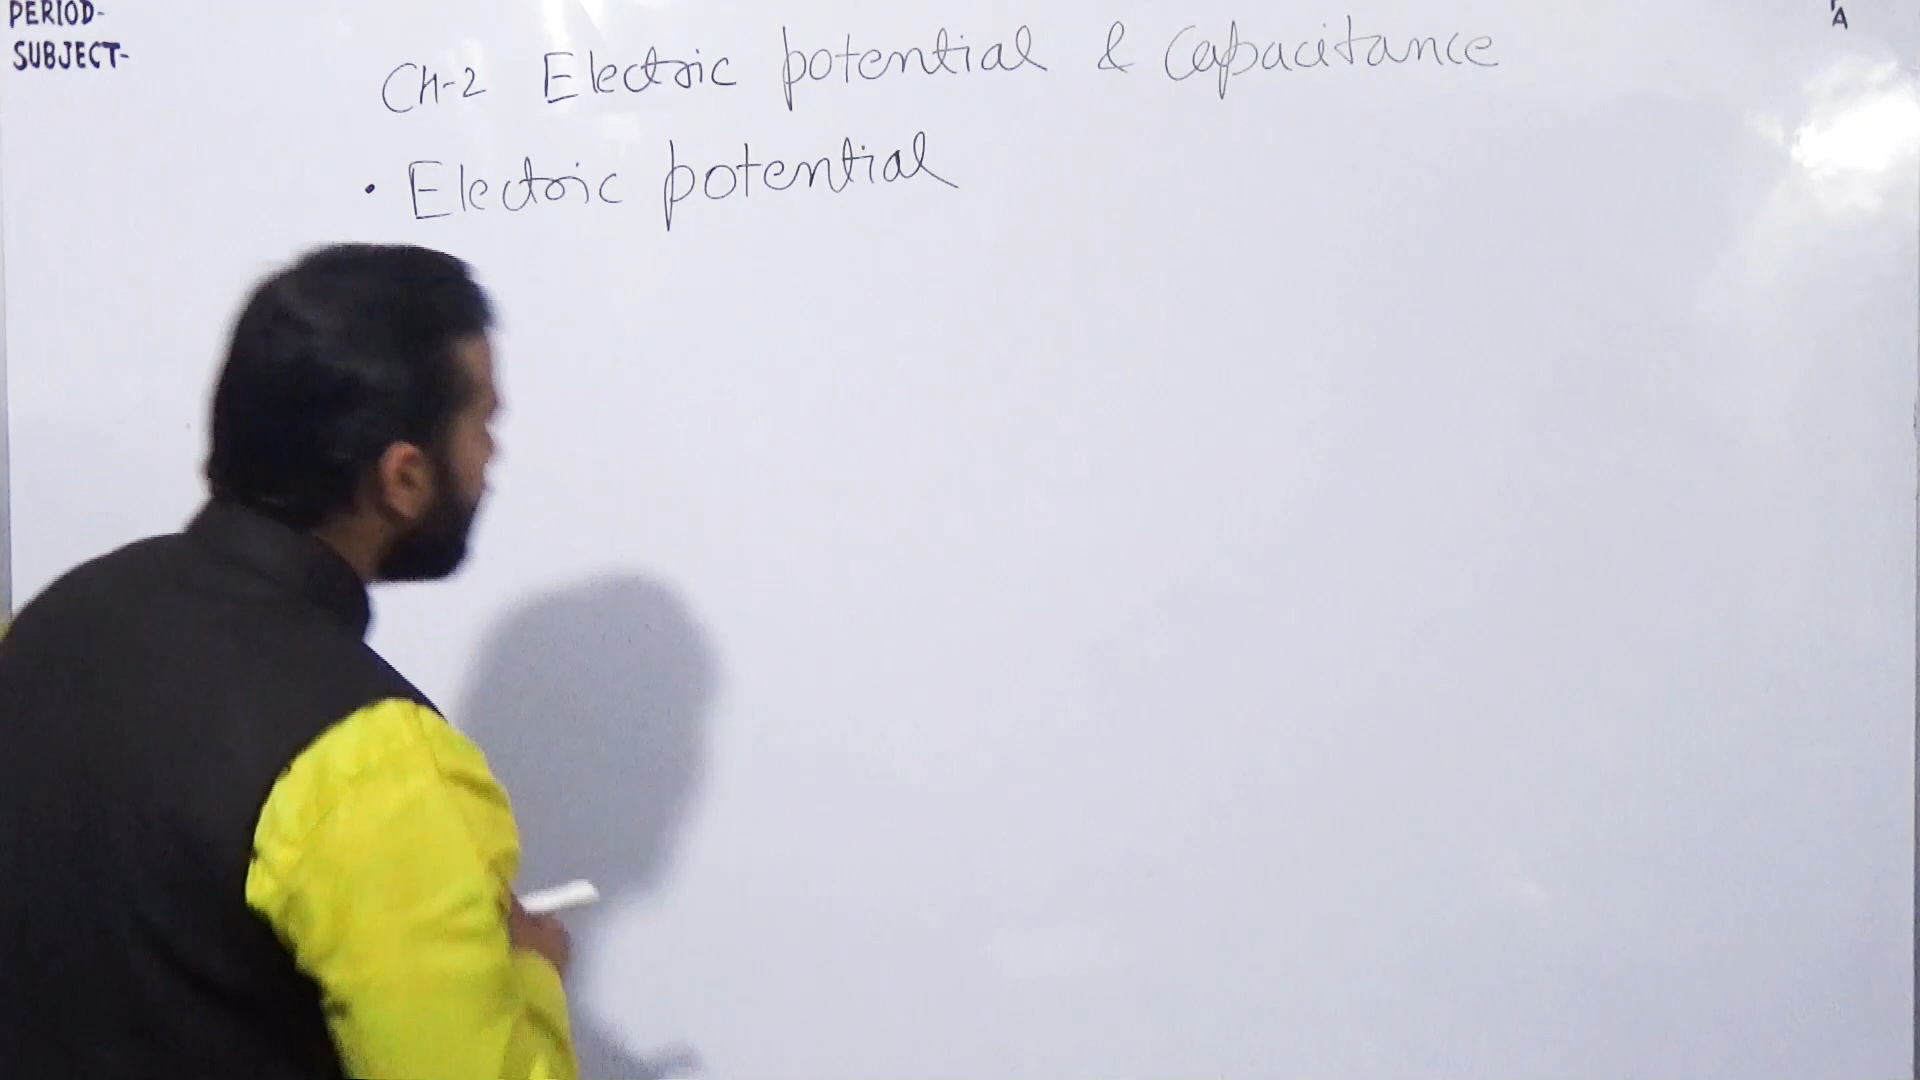 PERIOD-
SUBJECT-
A
Ch-2 Electric potential & Capacitance
• Electric potential